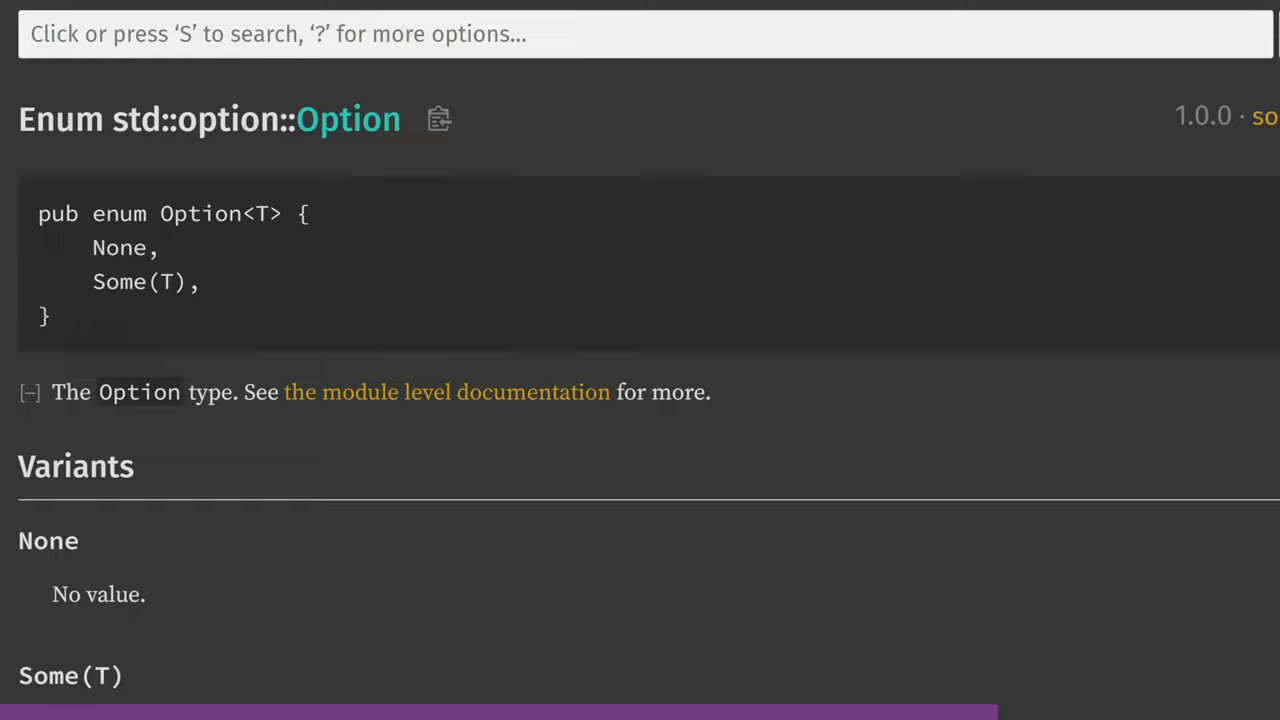 Click or press ‘S’ to search, ‘?’ for more options...
Enum std::option::Option
1.0.0 · so
pub enum Option<T> {
None,
Some(T),
}
[−] The Option type. See the module level documentation for more.
Variants
None
No value.
Some(T)